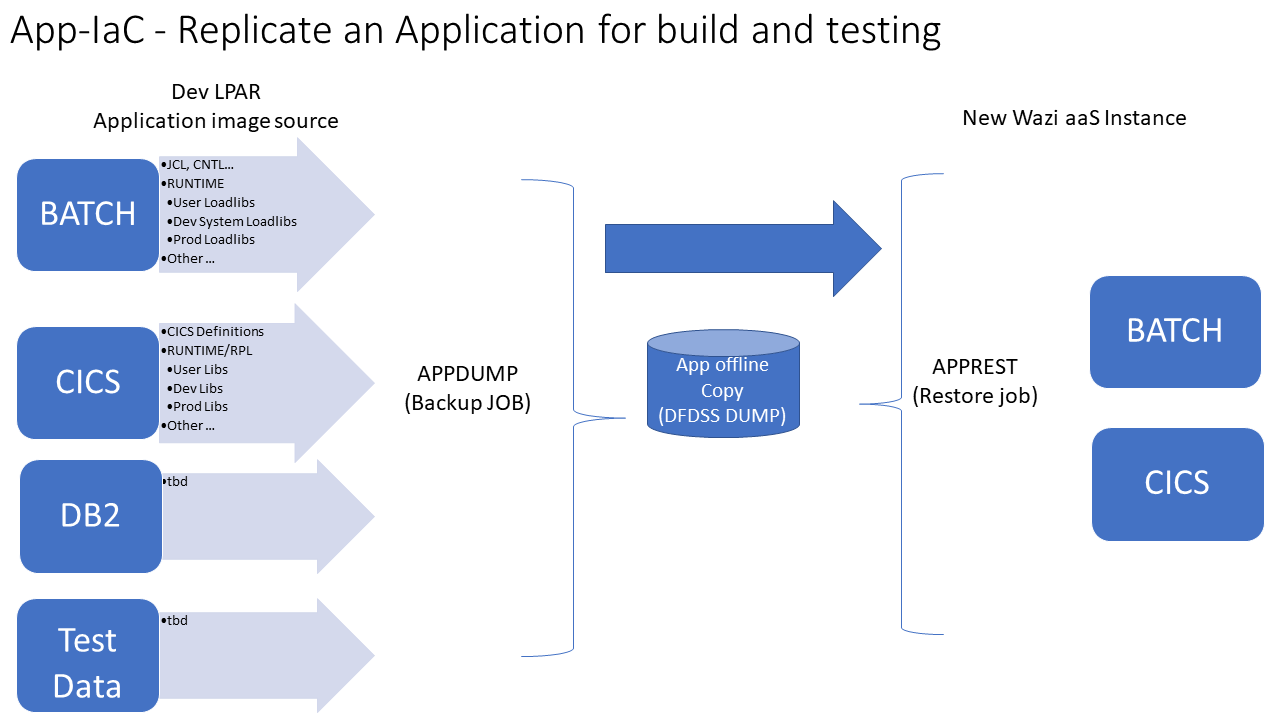 App-IaC - Replicate an Application for build and testing
Dev LPAR
Application image source
New Wazi aaS Instance
BATCH
•JCL, CNTL…
•RUNTIME
•User Loadlibs
•Dev System Loadlibs
•Prod Loadlibs
•Other …
CICS
•CICS Definitions
•RUNTIME/RPL
•User Libs
•Dev Libs
•Prod Libs
•Other …
DB2
•tbd
Test
Data
•tbd
APPDUMP
(Backup JOB)
App offline
Copy
(DFDSS DUMP)
APPREST
(Restore job)
BATCH
CICS